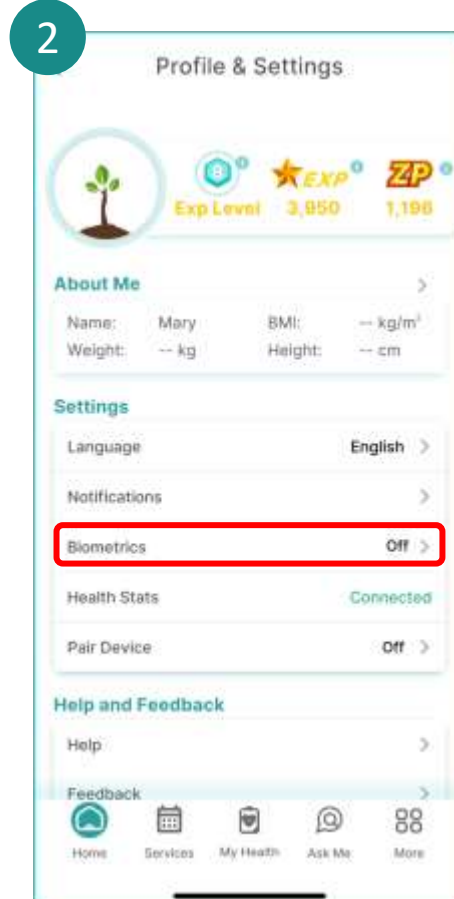 2
Profile & Settings
EXP ZP
Exp Level 3,950 1,196
About Me
Name: Mary BMI: -- kg/m²
Weight: -- kg Height: -- cm
Settings
Language English
Notifications
Biometrics Off
Health Stats Connected
Pair Device Off
Help and Feedback
Help
Feedback
Home Services My Health Ask Me More